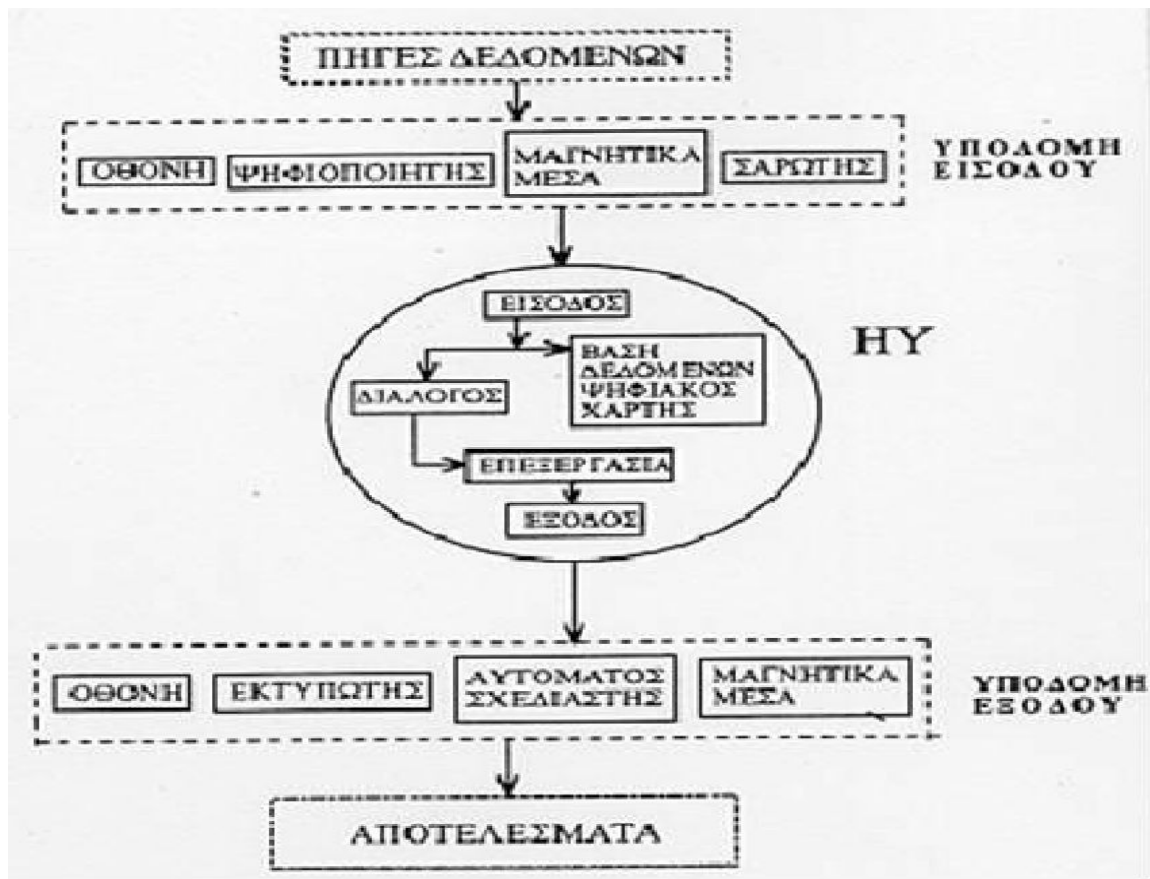 ΠΗΓΕΣ ΔΕΔΟΜΕΝΩΝ
ΟΘΟΝΗ
ΨΗΦΙΟΠΟΙΗΤΗΣ
ΜΑΓΝΗΤΙΚΑ
ΜΕΣΑ
ΣΑΡΩΤΗΣ
ΥΠΟΔΟΜΗ
ΕΙΣΟΔΟΥ
ΕΙΣΟΔΟΣ
ΗΥ
ΒΑΣΗ
ΔΕΔΟΜΕΝΩΝ
ΨΗΦΙΑΚΟΣ
ΧΑΡΤΗΣ
ΔΙΑΛΟΓΟΣ
ΕΠΕΞΕΡΓΑΣΙΑ
ΕΞΟΔΟΣ
ΟΘΟΝΗ
ΕΚΤΥΠΩΤΗΣ
ΑΥΤΟΜΑΤΟΣ
ΣΧΕΔΙΑΣΤΗΣ
ΜΑΓΝΗΤΙΚΑ
ΜΕΣΑ
ΥΠΟΔΟΜΗ
ΕΞΟΔΟΥ
ΑΠΟΤΕΛΕΣΜΑΤΑ